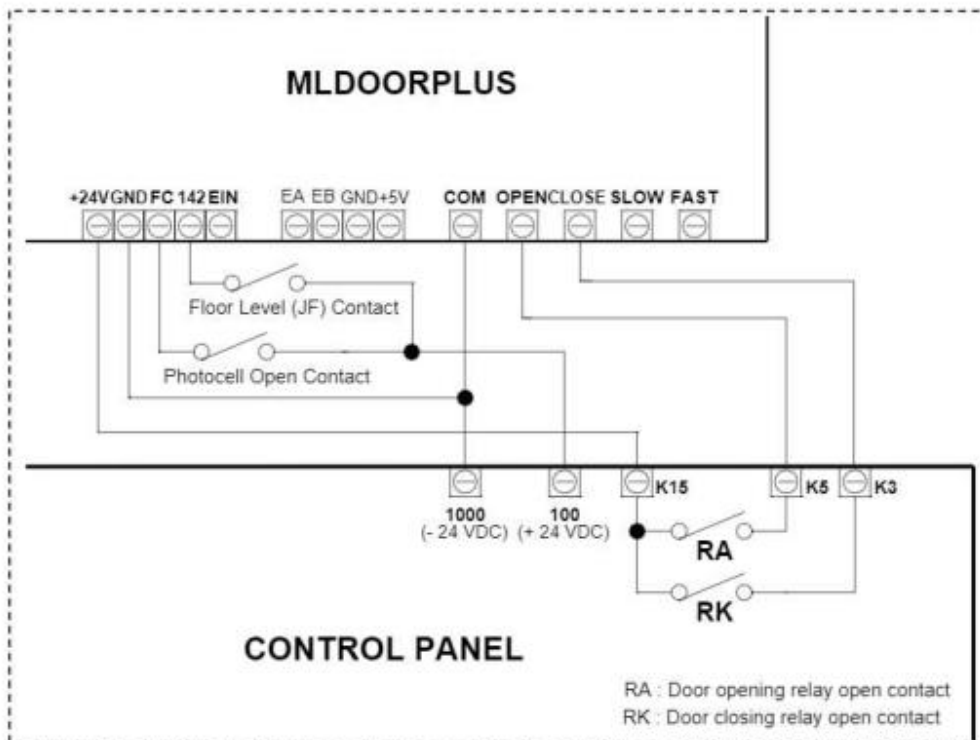 MLDOORPLUS
+24V GND FC 142 EIN EA EB GND +5V COM OPEN CLOSE SLOW FAST
Floor Level (JF) Contact
Photocell Open Contact
K15 K5 K3
1000 100
(- 24 VDC) (+ 24 VDC)
RA
RK
CONTROL PANEL
RA : Door opening relay open contact
RK : Door closing relay open contact